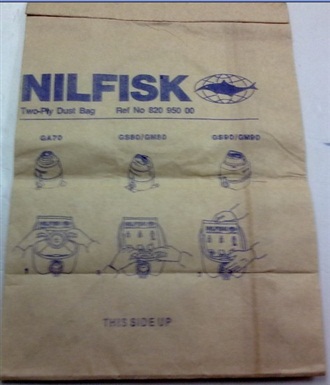 NILFISK
Two-Ply Dust Bag Ref No 820 950 00
GA70 GS80/GM80 GS90/GM90
THIS SIDE UP